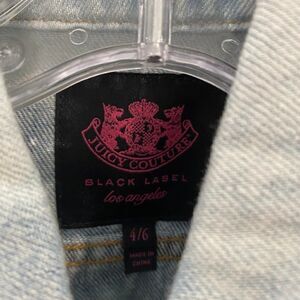 JUICY COUTURE
BLACK LABEL
los angeles
4/6
MADE IN
CHINA